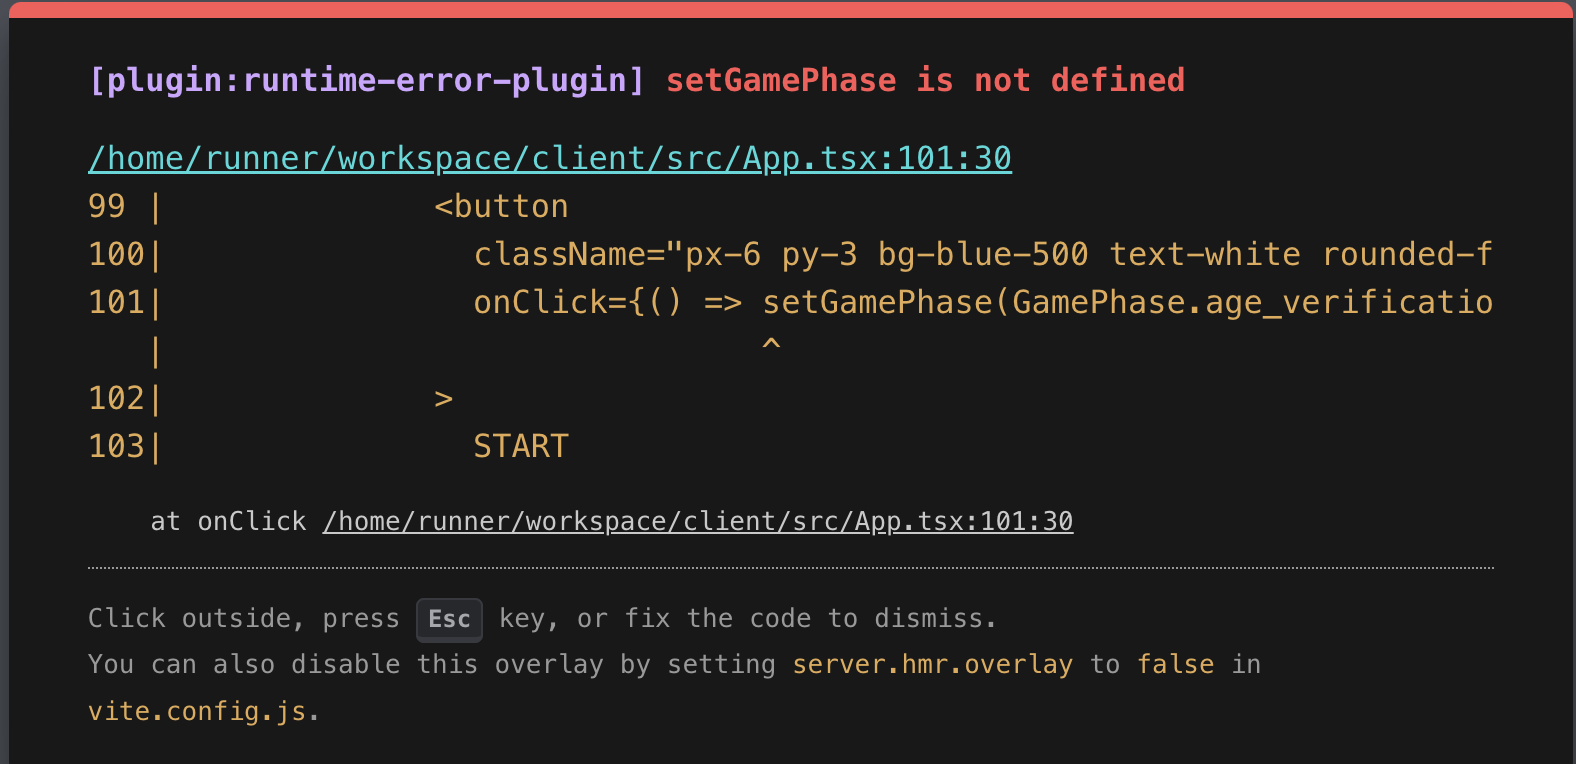 [plugin:runtime-error-plugin] setGamePhase is not defined
/home/runner/workspace/client/src/App.tsx:101:30
99 |              <button
100|                className="px-6 py-3 bg-blue-500 text-white rounded-f
101|                onClick={() => setGamePhase(GamePhase.age_verificatio
   |                               ^
102|              >
103|                START
at onClick /home/runner/workspace/client/src/App.tsx:101:30
Click outside, press Esc key, or fix the code to dismiss.
You can also disable this overlay by setting server.hmr.overlay to false in
vite.config.js.